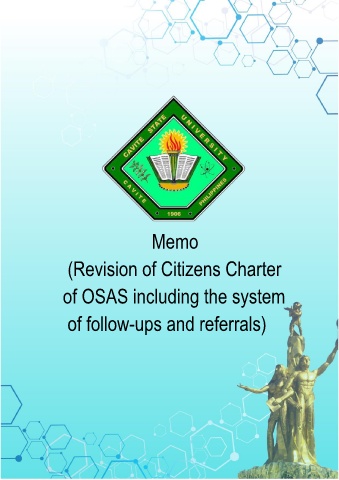 CAVITE STATE UNIVERSITY
CAVITE
PHILIPPINES
1906
Memo
(Revision of Citizens Charter
of OSAS including the system
of follow-ups and referrals)